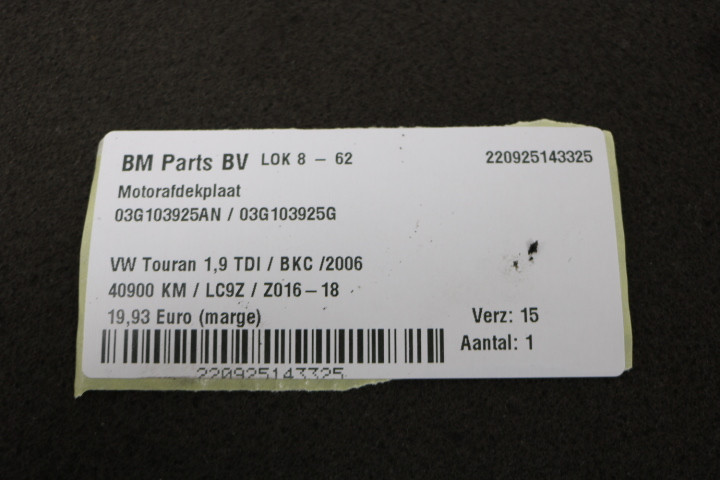 BM Parts BV LOK 8 - 62 220925143325
Motorafdekplaat
03G103925AN / 03G103925G
VW Touran 1,9 TDI / BKC /2006
40900 KM / LC9Z / Z016-18
19,93 Euro (marge) Verz: 15
Aantal: 1
220925143325